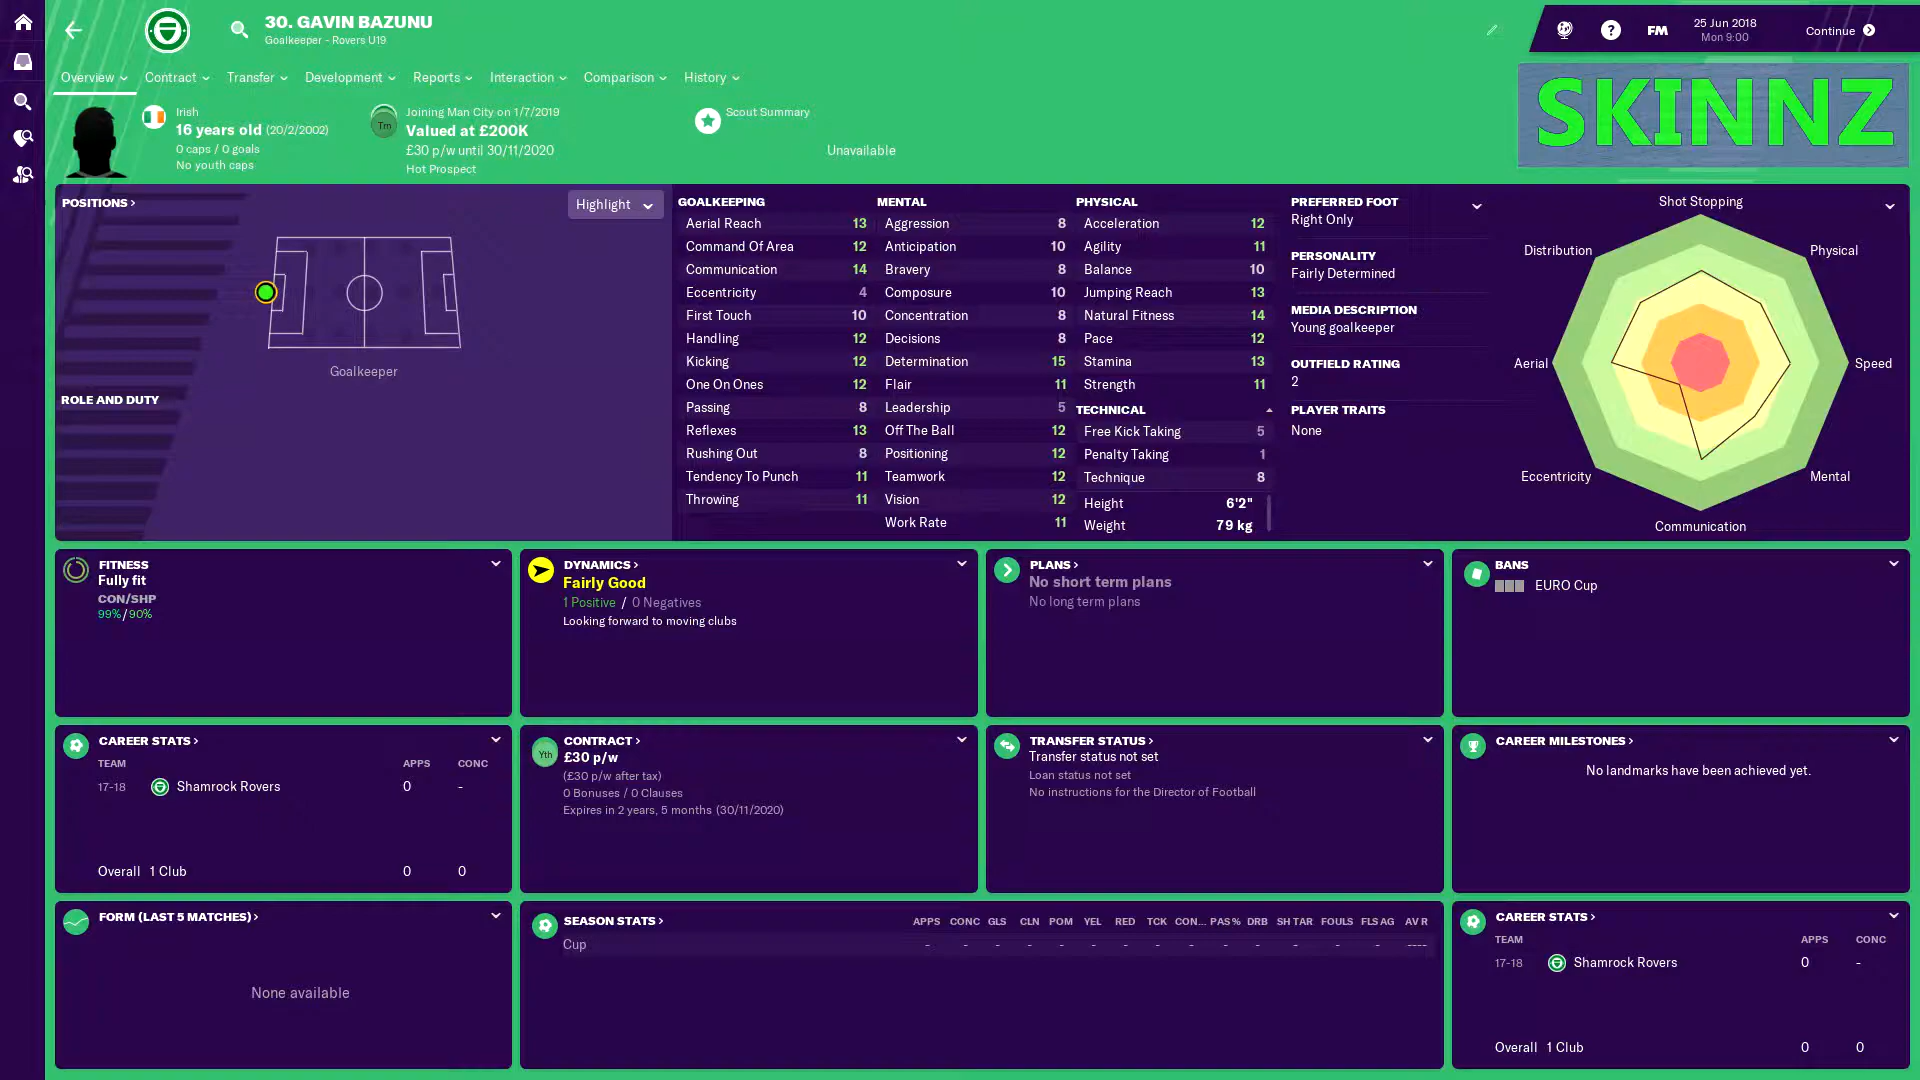 30. GAVIN BAZUNU
Goalkeeper - Rovers U19
FM
25 Jun 2018
Mon 9:00
Continue
Overview
Contract
Transfer
Development
Reports
Interaction
Comparison
History
SKINNZ
Irish
16 years old (20/2/2002)
0 caps / 0 goals
No youth caps
Trn
Joining Man City on 1/7/2019
Valued at £200K
£30 p/w until 30/11/2020
Hot Prospect
Scout Summary
Unavailable
POSITIONS >
Highlight
Goalkeeper
ROLE AND DUTY
GOALKEEPING
Aerial Reach 13
Command Of Area 12
Communication 14
Eccentricity 4
First Touch 10
Handling 12
Kicking 12
One On Ones 12
Passing 8
Reflexes 13
Rushing Out 8
Tendency To Punch 11
Throwing 11
MENTAL
Aggression 8
Anticipation 10
Bravery 8
Composure 10
Concentration 8
Decisions 8
Determination 15
Flair 11
Leadership 5
Off The Ball 12
Positioning 12
Teamwork 12
Vision 12
Work Rate 11
PHYSICAL
Acceleration 12
Agility 11
Balance 10
Jumping Reach 13
Natural Fitness 14
Pace 12
Stamina 13
Strength 11
TECHNICAL
Free Kick Taking 5
Penalty Taking 1
Technique 8
Height 6'2"
Weight 79 kg
PREFERRED FOOT
Right Only
PERSONALITY
Fairly Determined
MEDIA DESCRIPTION
Young goalkeeper
OUTFIELD RATING
2
PLAYER TRAITS
None
Shot Stopping
Physical
Speed
Mental
Communication
Eccentricity
Aerial
Distribution
FITNESS
Fully fit
CON/SHP
99%/90%
DYNAMICS >
Fairly Good
1 Positive / 0 Negatives
Looking forward to moving clubs
PLANS >
No short term plans
No long term plans
BANS
EURO Cup
CAREER STATS >
TEAM APPS CONC
17-18 Shamrock Rovers 0 -
Overall 1 Club 0 0
Yth
CONTRACT >
£30 p/w
(£30 p/w after tax)
0 Bonuses / 0 Clauses
Expires in 2 years, 5 months (30/11/2020)
TRANSFER STATUS >
Transfer status not set
Loan status not set
No instructions for the Director of Football
CAREER MILESTONES >
No landmarks have been achieved yet.
FORM (LAST 5 MATCHES) >
None available
SEASON STATS >
APPS CONC GLS CLN POM YEL RED TCK CON... PAS% DRB SH TAR FOULS FLS AG AV R
Cup - - - - - - - - - - - - - - ----
CAREER STATS >
TEAM APPS CONC
17-18 Shamrock Rovers 0 -
Overall 1 Club 0 0